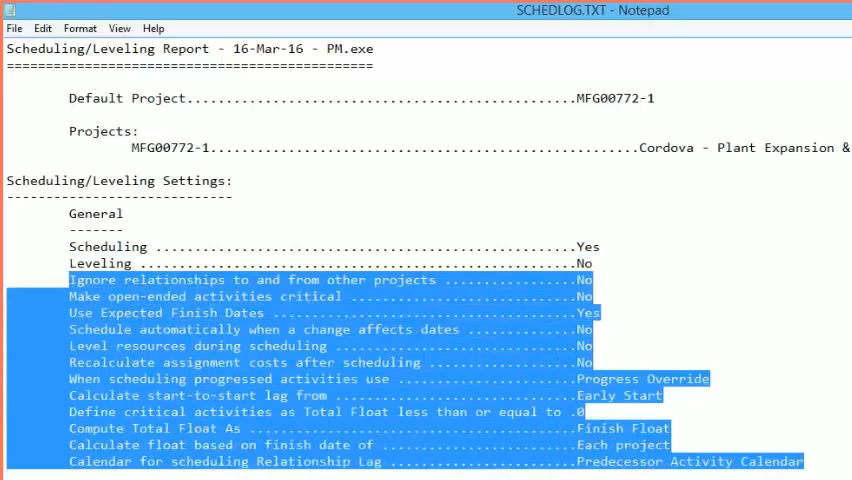 SCHEDLOG.TXT - Notepad
File Edit Format View Help
Scheduling/Leveling Report - 16-Mar-16 - PM.exe
===============================================
Default Project..................................................MFG00772-1
Projects:
MFG00772-1.......................................................Cordova - Plant Expansion &
Scheduling/Leveling Settings:
-----------------------------
General
-------
Scheduling ......................................................Yes
Leveling ........................................................No
Ignore relationships to and from other projects .................No
Make open-ended activities critical .............................No
Use Expected Finish Dates .......................................Yes
Schedule automatically when a change affects dates ..............No
Level resources during scheduling ...............................No
Recalculate assignment costs after scheduling ...................No
When scheduling progressed activities use .......................Progress Override
Calculate start-to-start lag from ...............................Early Start
Define critical activities as Total Float less than or equal to .0
Compute Total Float As ..........................................Finish Float
Calculate float based on finish date of .........................Each project
Calendar for scheduling Relationship Lag ........................Predecessor Activity Calendar